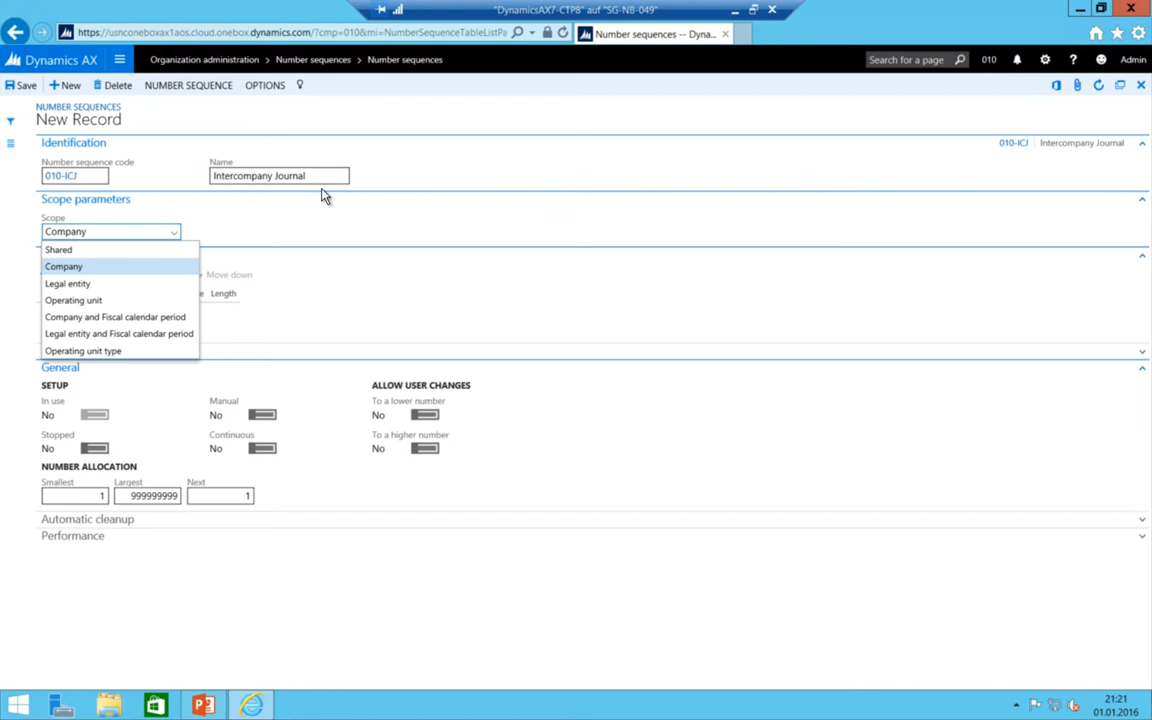 "DynamicsAX7-CTP8" auf "SG-NB-049"
https://usnconeboxax1aos.cloud.onebox.dynamics.com/?cmp=010&mi=NumberSequenceTableListPa
Number sequences -- Dyna...
Dynamics AX
Organization administration > Number sequences > Number sequences
Search for a page
010
Admin
Save
New
Delete
NUMBER SEQUENCE
OPTIONS
NUMBER SEQUENCES
New Record
Identification
010-ICJ
Intercompany Journal
Number sequence code
Name
010-ICJ
Intercompany Journal
Scope parameters
Scope
Company
Shared
Company
Legal entity
Operating unit
Company and Fiscal calendar period
Legal entity and Fiscal calendar period
Operating unit type
Move down
Length
General
SETUP
ALLOW USER CHANGES
In use
Manual
To a lower number
No
No
No
Stopped
Continuous
To a higher number
No
No
No
NUMBER ALLOCATION
Smallest
Largest
Next
1
999999999
1
Automatic cleanup
Performance
21:21
01.01.2016